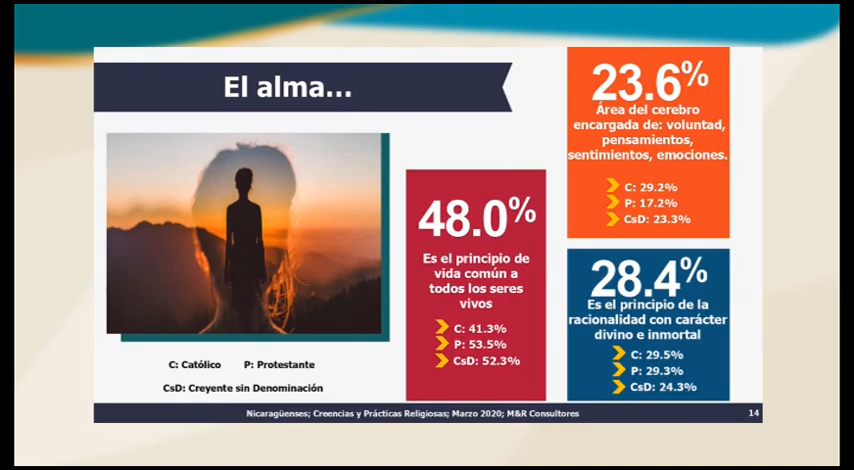 El alma...
C: Católico P: Protestante
CsD: Creyente sin Denominación
48.0%
Es el principio de
vida común a
todos los seres
vivos
C: 41.3%
P: 53.5%
CsD: 52.3%
23.6%
Área del cerebro
encargada de: voluntad,
pensamientos,
sentimientos, emociones.
C: 29.2%
P: 17.2%
CsD: 23.3%
28.4%
Es el principio de la
racionalidad con carácter
divino e inmortal
C: 29.5%
P: 29.3%
CsD: 24.3%
Nicaragüenses; Creencias y Prácticas Religiosas; Marzo 2020; M&R Consultores
14